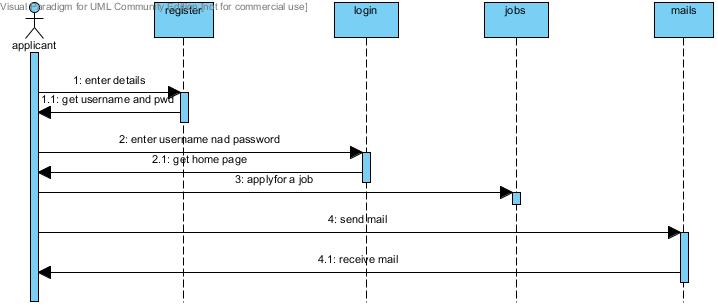 Visual Paradigm for UML Community Edition [not for commercial use]
register
login
jobs
mails
applicant
1: enter details
1.1: get username and pwd
2: enter username nad password
2.1: get home page
3: applyfor a job
4: send mail
4.1: receive mail